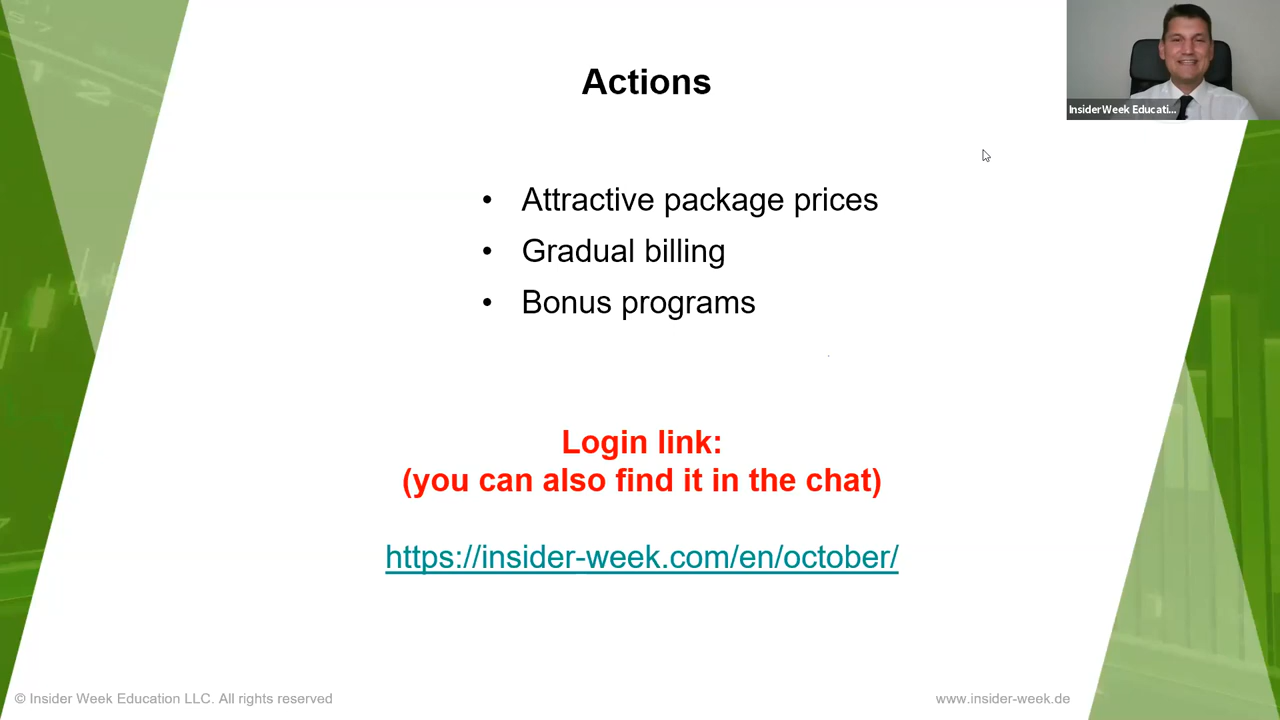 Actions
InsiderWeek Educati...
• Attractive package prices
• Gradual billing
• Bonus programs
Login link:
(you can also find it in the chat)
https://insider-week.com/en/october/
© Insider Week Education LLC. All rights reserved
www.insider-week.de